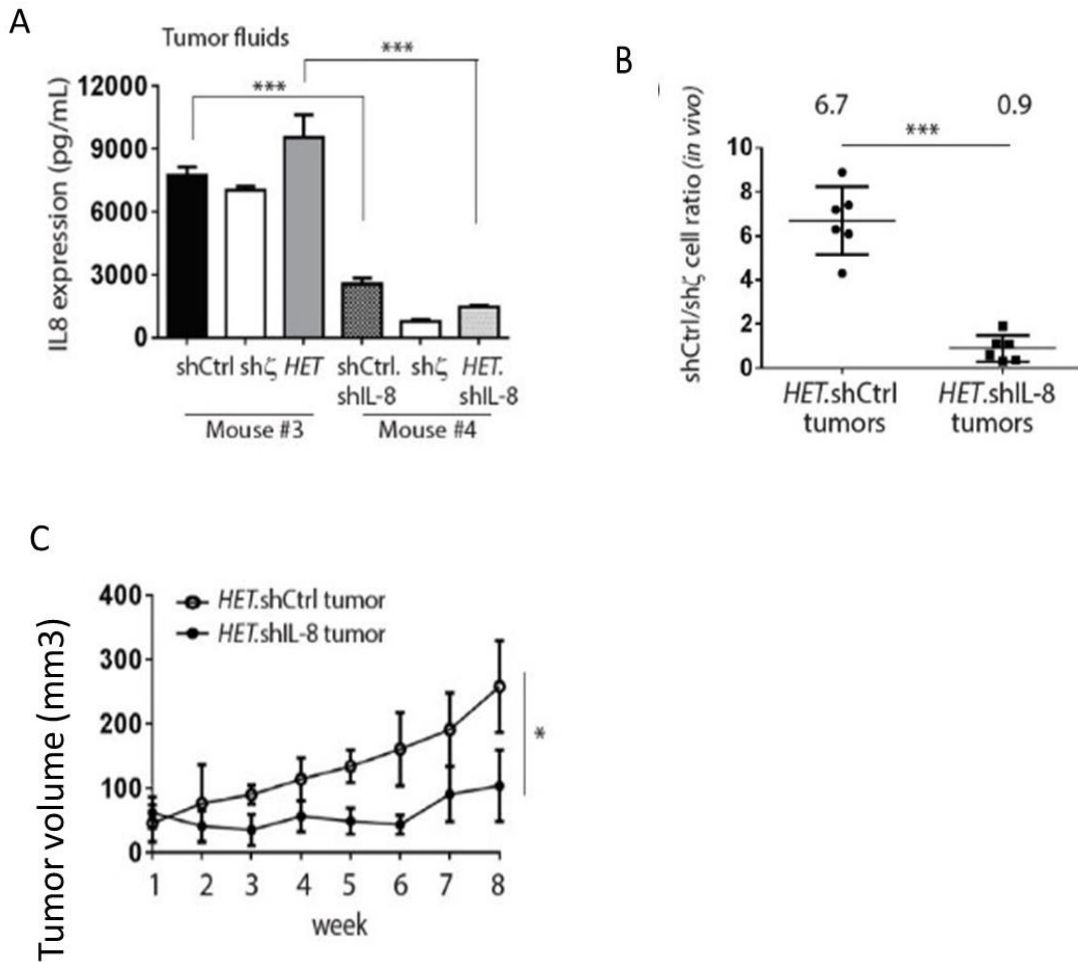 A
Tumor fluids
***
***
IL8 expression (pg/mL)
12000
9000
6000
3000
0
shCtrl shζ HET shCtrl. shζ HET.
shIL-8 shIL-8
Mouse #3 Mouse #4
B
6.7 0.9
***
shCtrl/shζ cell ratio (in vivo)
10
8
6
4
2
0
HET.shCtrl HET.shIL-8
tumors tumors
C
HET.shCtrl tumor
HET.shIL-8 tumor
Tumor volume (mm3)
400
300
200
100
0
*
1 2 3 4 5 6 7 8
week